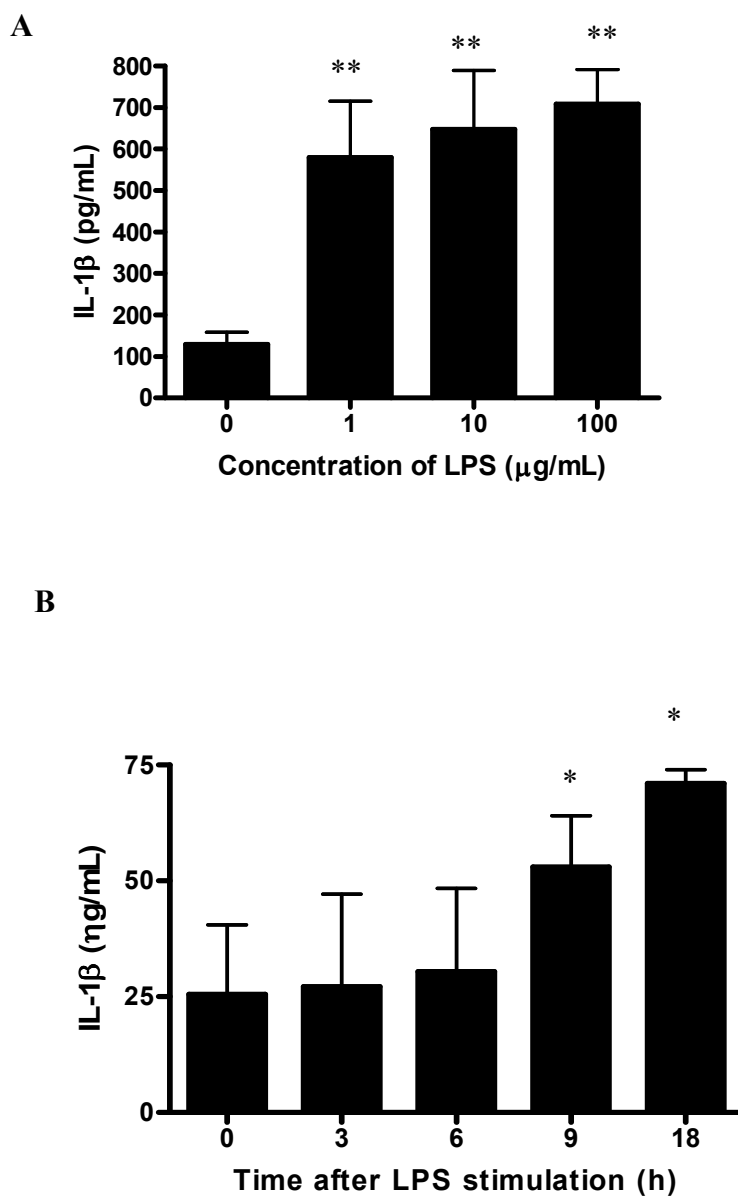 A
** ** **
800
700
600
500
400
300
200
100
0
IL-1β (pg/mL)
0 1 10 100
Concentration of LPS (μg/mL)
B
* *
75
50
25
0
IL-1β (ηg/mL)
0 3 6 9 18
Time after LPS stimulation (h)